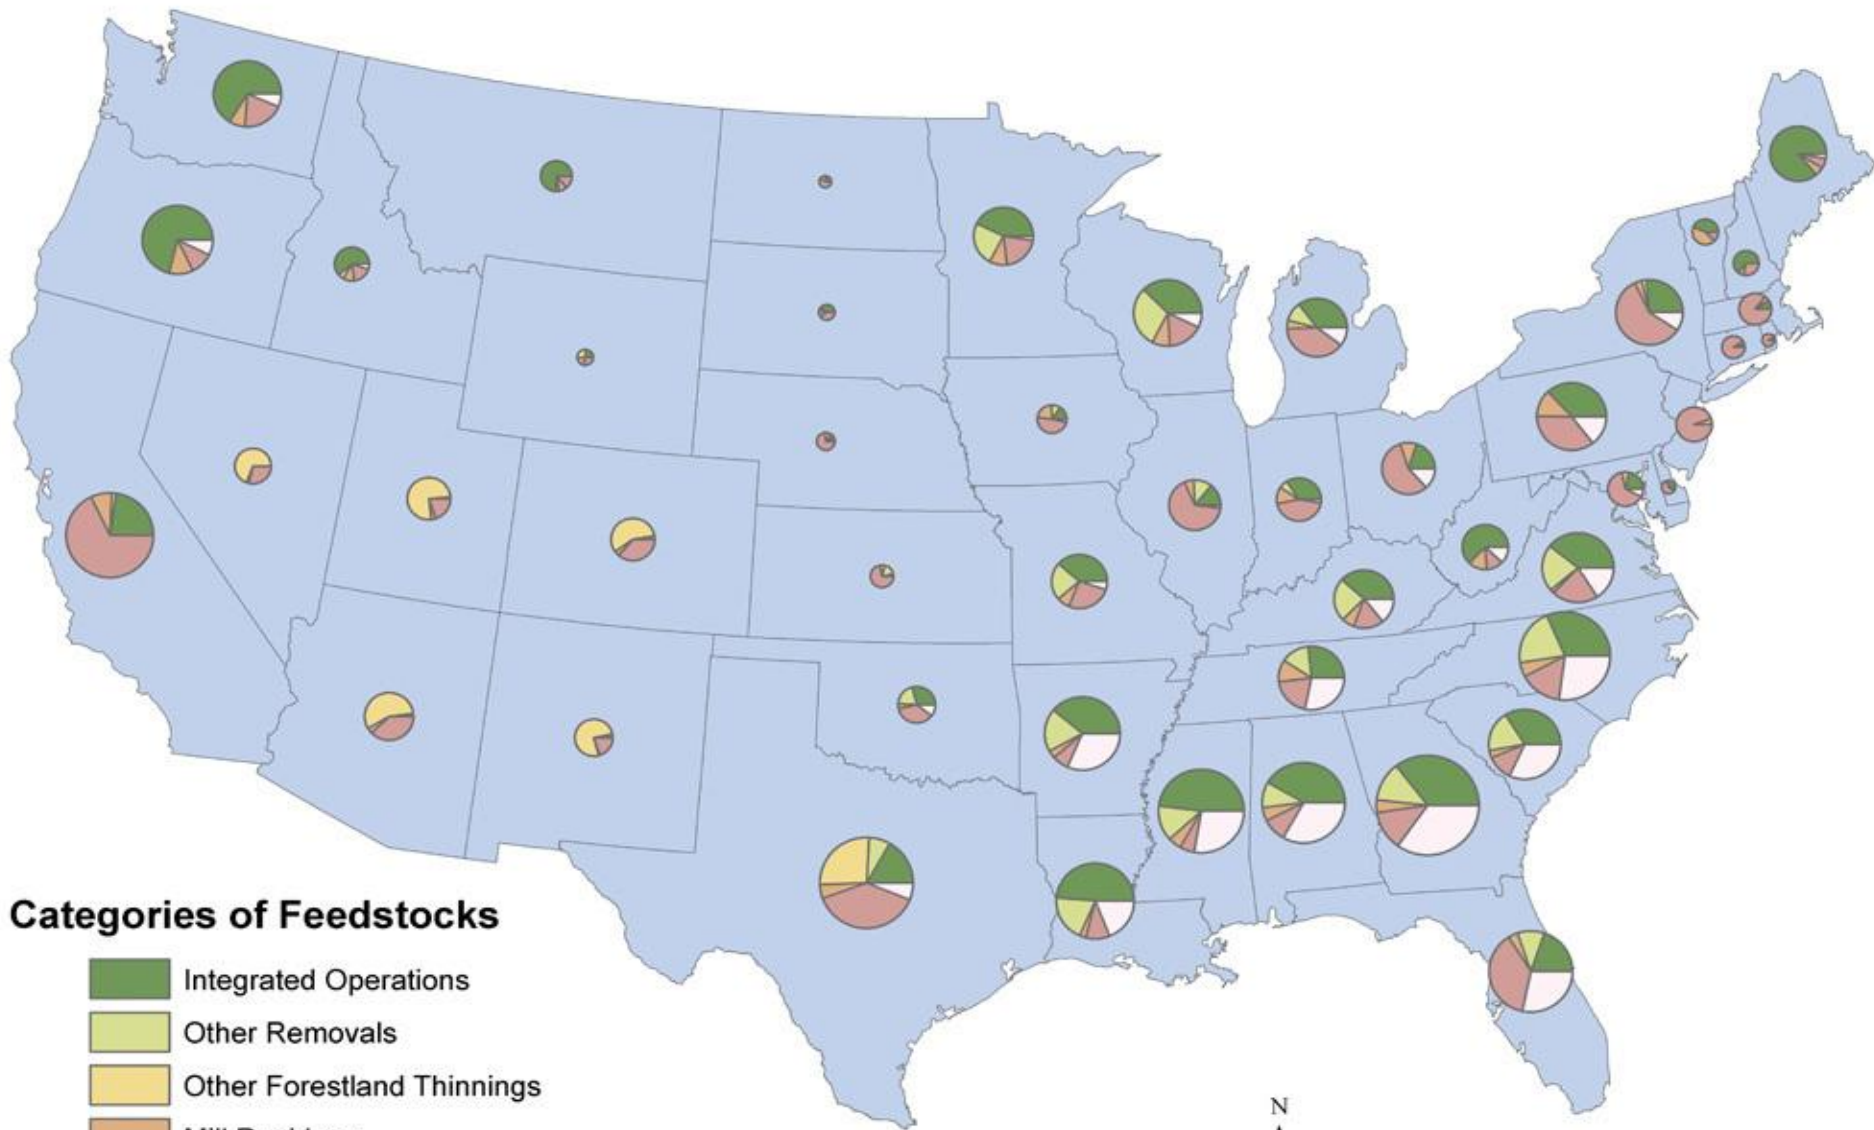 Categories of Feedstocks
Integrated Operations
Other Removals
Other Forestland Thinnings
N